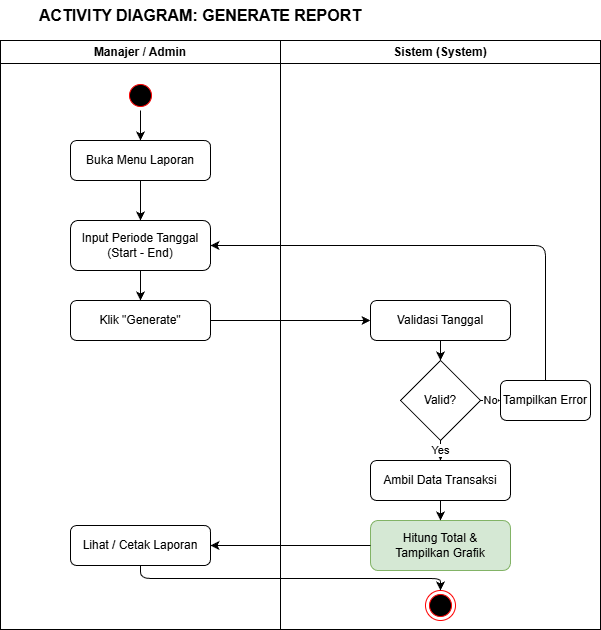 ACTIVITY DIAGRAM: GENERATE REPORT
Manajer / Admin
Sistem (System)
Buka Menu Laporan
Input Periode Tanggal
(Start - End)
Klik "Generate"
Validasi Tanggal
Valid?
No
Tampilkan Error
Yes
Ambil Data Transaksi
Hitung Total &
Tampilkan Grafik
Lihat / Cetak Laporan